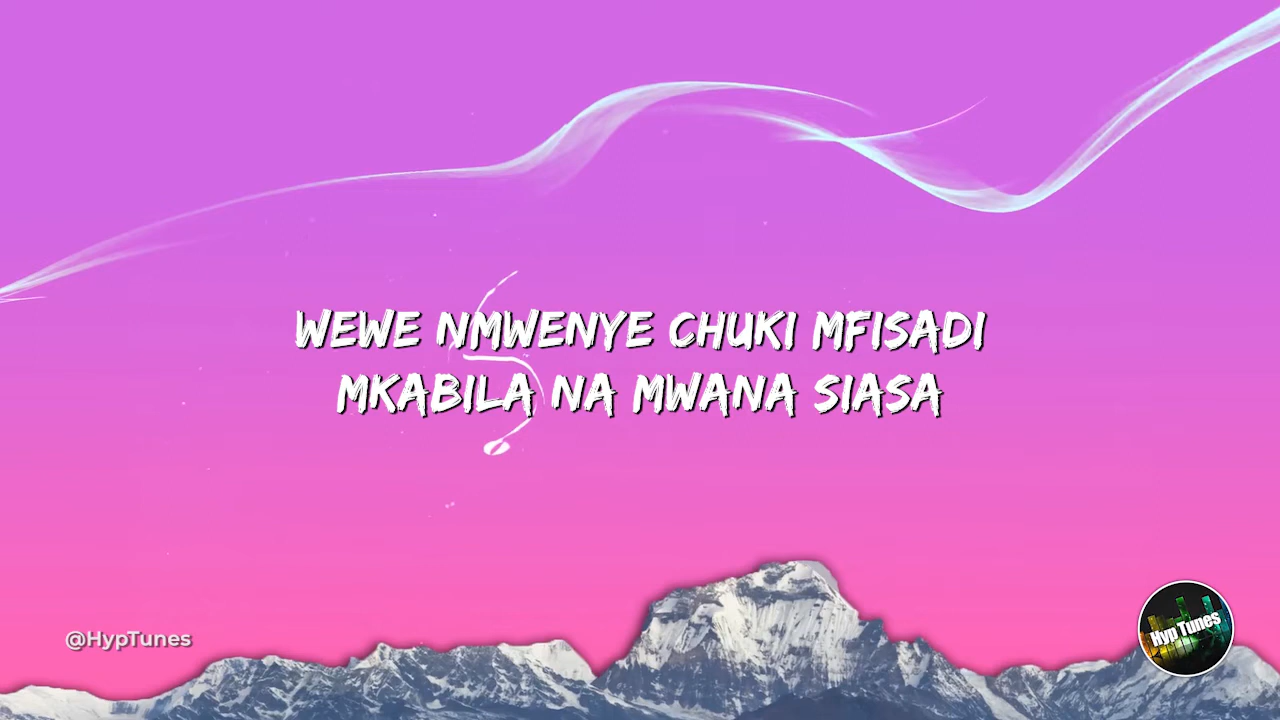 WEWE NMWENYE CHUKI MFISADI
MKABILA NA MWANA SIASA
@HypTunes
Hyp Tunes